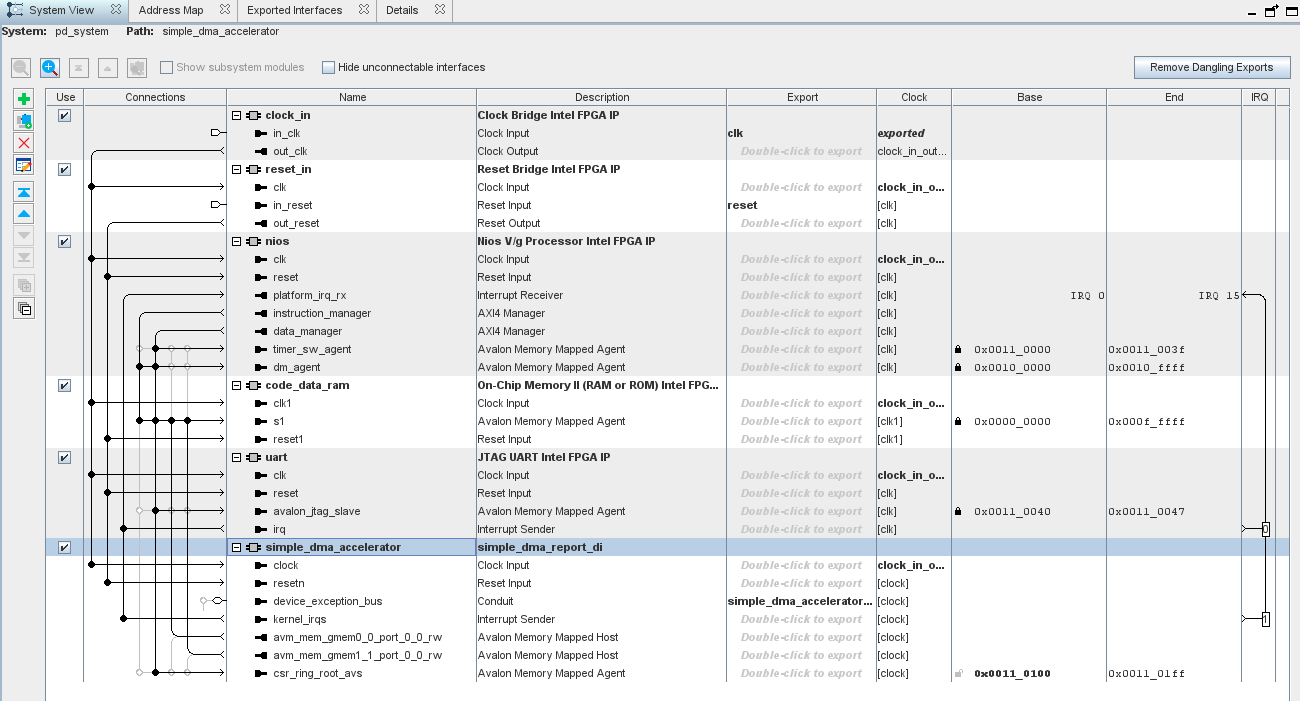 System View Address Map Exported Interfaces Details
System: pd_system Path: simple_dma_accelerator
Show subsystem modules Hide unconnectable interfaces Remove Dangling Exports
Use Connections Name Description Export Clock Base End IRQ
clock_in Clock Bridge Intel FPGA IP
in_clk Clock Input clk exported
out_clk Clock Output Double-click to export clock_in_out...
reset_in Reset Bridge Intel FPGA IP
clk Clock Input Double-click to export clock_in_o...
in_reset Reset Input reset [clk]
out_reset Reset Output Double-click to export [clk]
nios Nios V/g Processor Intel FPGA IP
clk Clock Input Double-click to export clock_in_o...
reset Reset Input Double-click to export [clk]
platform_irq_rx Interrupt Receiver Double-click to export [clk] IRQ 0 IRQ 15
instruction_manager AXI4 Manager Double-click to export [clk]
data_manager AXI4 Manager Double-click to export [clk]
timer_sw_agent Avalon Memory Mapped Agent Double-click to export [clk] 0x0011_0000 0x0011_003f
dm_agent Avalon Memory Mapped Agent Double-click to export [clk] 0x0010_0000 0x0010_ffff
code_data_ram On-Chip Memory II (RAM or ROM) Intel FPG...
clk1 Clock Input Double-click to export clock_in_o...
s1 Avalon Memory Mapped Agent Double-click to export [clk1] 0x0000_0000 0x000f_ffff
reset1 Reset Input Double-click to export [clk1]
uart JTAG UART Intel FPGA IP
clk Clock Input Double-click to export clock_in_o...
reset Reset Input Double-click to export [clk]
avalon_jtag_slave Avalon Memory Mapped Agent Double-click to export [clk] 0x0011_0040 0x0011_0047
irq Interrupt Sender Double-click to export [clk] 0
simple_dma_accelerator simple_dma_report_di
clock Clock Input Double-click to export clock_in_o...
resetn Reset Input Double-click to export [clock]
device_exception_bus Conduit simple_dma_accelerator... [clock]
kernel_irqs Interrupt Sender Double-click to export [clock] 1
avm_mem_gmem0_0_port_0_0_rw Avalon Memory Mapped Host Double-click to export [clock]
avm_mem_gmem1_1_port_0_0_rw Avalon Memory Mapped Host Double-click to export [clock]
csr_ring_root_avs Avalon Memory Mapped Agent Double-click to export [clock] 0x0011_0100 0x0011_01ff